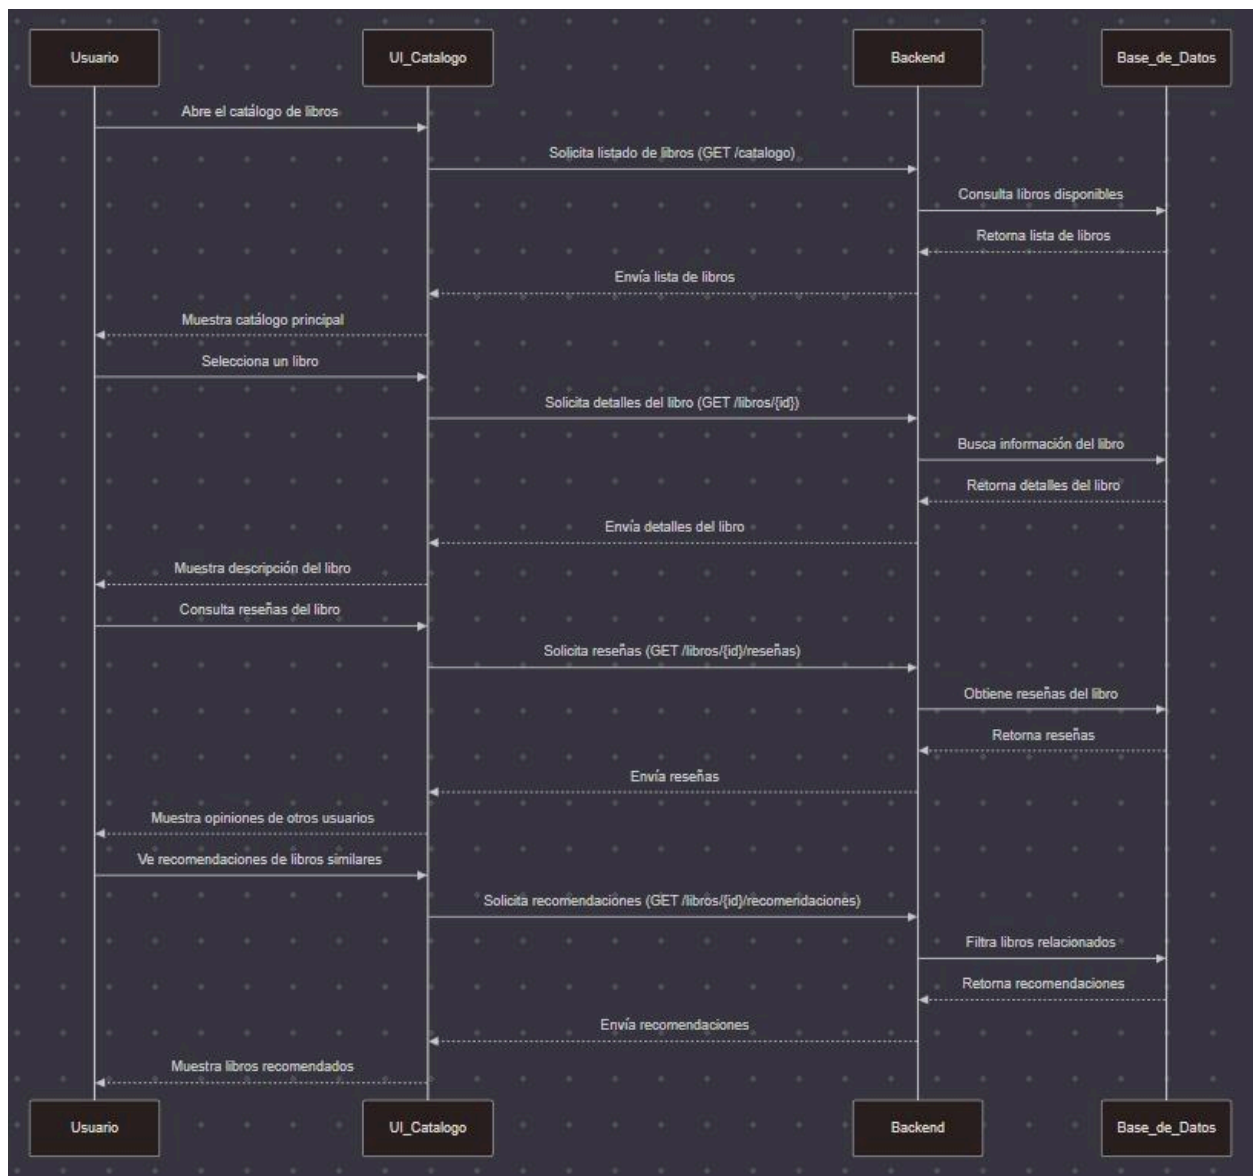 Usuario
UI_Catalogo
Backend
Base_de_Datos
Abre el catálogo de libros
Solicita listado de libros (GET /catalogo)
Consulta libros disponibles
Retorna lista de libros
Envía lista de libros
Muestra catálogo principal
Selecciona un libro
Solicita detalles del libro (GET /libros/{id})
Busca información del libro
Retorna detalles del libro
Envía detalles del libro
Muestra descripción del libro
Consulta reseñas del libro
Solicita reseñas (GET /libros/{id}/reseñas)
Obtiene reseñas del libro
Retorna reseñas
Envía reseñas
Muestra opiniones de otros usuarios
Ve recomendaciones de libros similares
Solicita recomendaciones (GET /libros/{id}/recomendaciones)
Filtra libros relacionados
Retorna recomendaciones
Envía recomendaciones
Muestra libros recomendados
Usuario
UI_Catalogo
Backend
Base_de_Datos